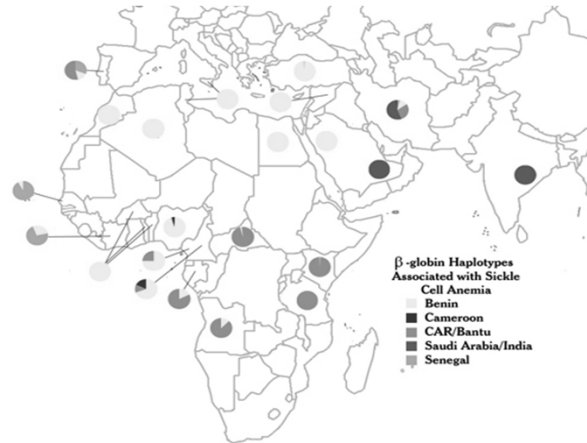 β-globin Haplotypes
Associated with Sickle
Cell Anemia
Benin
Cameroon
CAR/Bantu
Saudi Arabia/India
Senegal